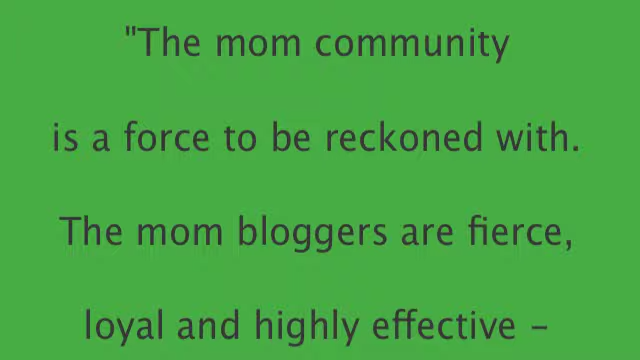 "The mom community
is a force to be reckoned with.
The mom bloggers are fierce,
loyal and highly effective –